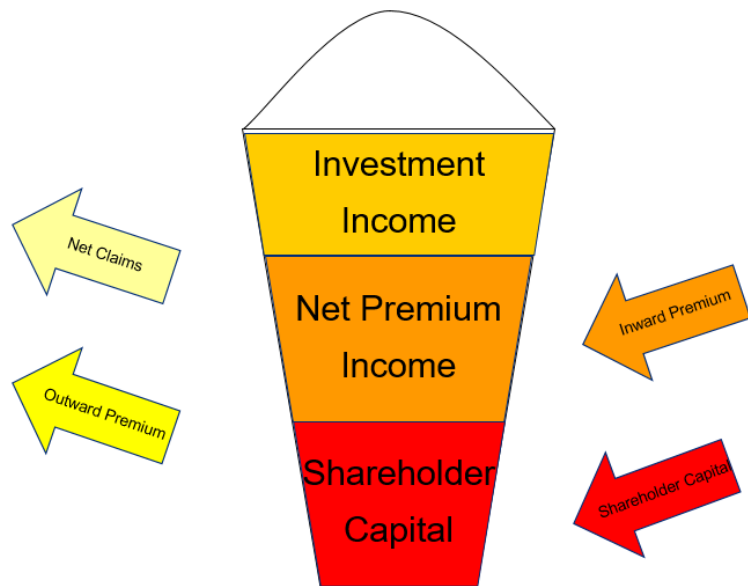 Investment
Income
Net Claims
Net Premium
Income
Inward Premium
Outward Premium
Shareholder
Capital
Shareholder Capital